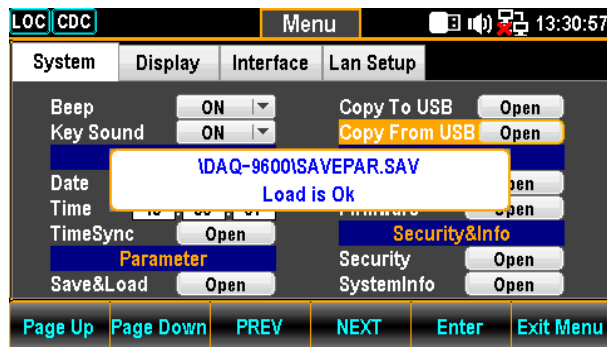 LOC CDC Menu 13:30:57
System Display Interface Lan Setup
Beep ON Copy To USB Open
Key Sound ON Copy From USB Open
\DAQ-9600\SAVEPAR.SAV
Load is Ok
Date
Time
TimeSync Open Security&Info
Parameter Security Open
Save&Load Open SystemInfo Open
Page Up Page Down PREV NEXT Enter Exit Menu